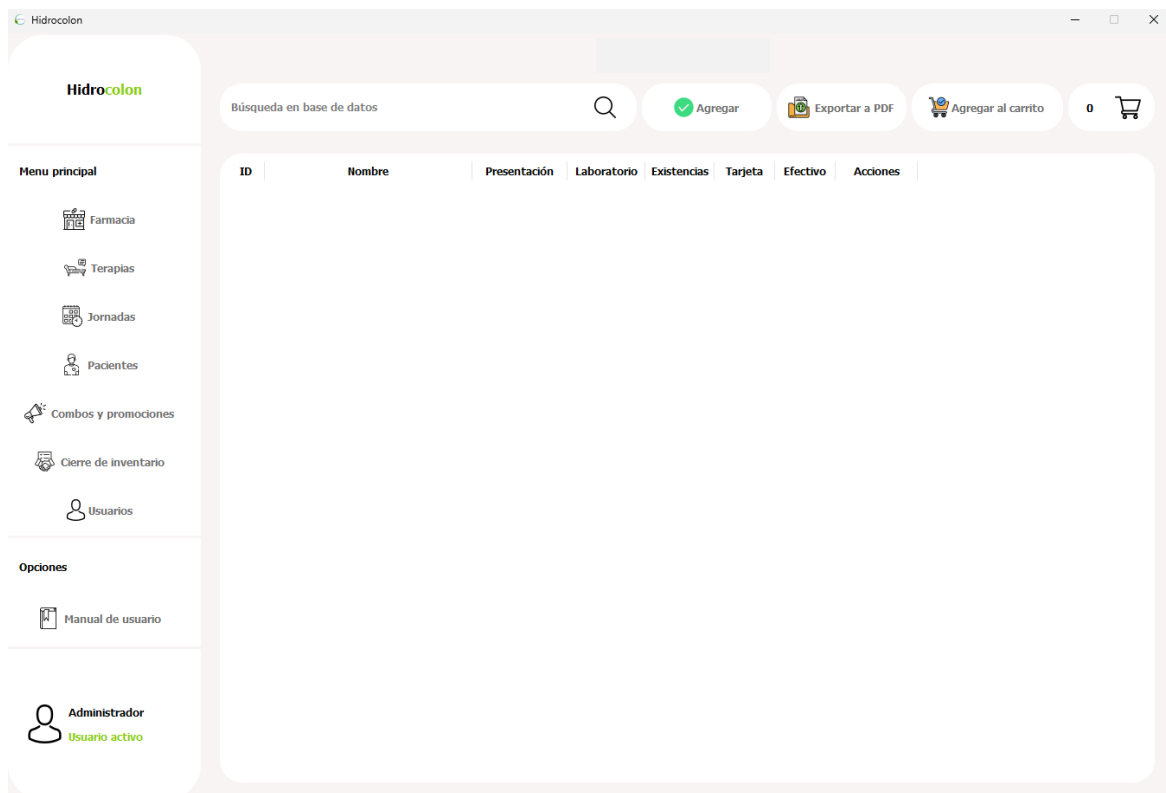 Hidrocolon
Hidrocolon
Búsqueda en base de datos
Agregar
Exportar a PDF
Agregar al carrito
0
Menu principal
ID Nombre Presentación Laboratorio Existencias Tarjeta Efectivo Acciones
Farmacia
Terapias
Jornadas
Pacientes
Combos y promociones
Cierre de inventario
Usuarios
Opciones
Manual de usuario
Administrador
Usuario activo